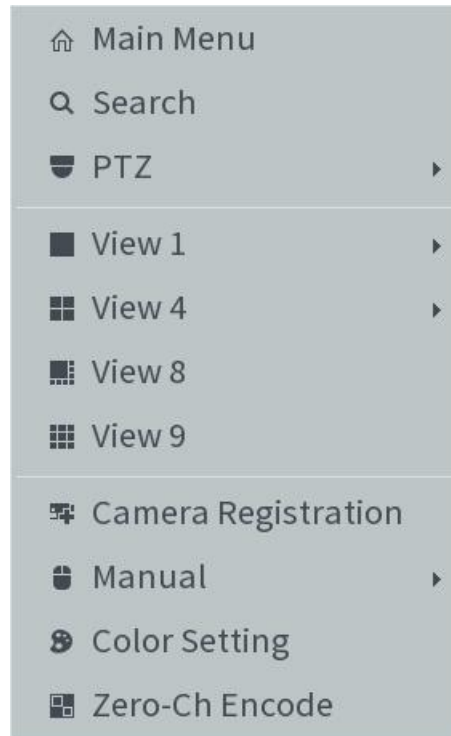 Main Menu
Search
PTZ
View 1
View 4
View 8
View 9
Camera Registration
Manual
Color Setting
Zero-Ch Encode